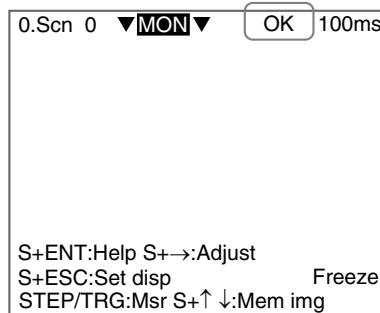 0.Scn 0 ▼MON▼ OK 100ms
S+ENT:Help S+→:Adjust
S+ESC:Set disp Freeze
STEP/TRG:Msr S+↑ ↓:Mem img